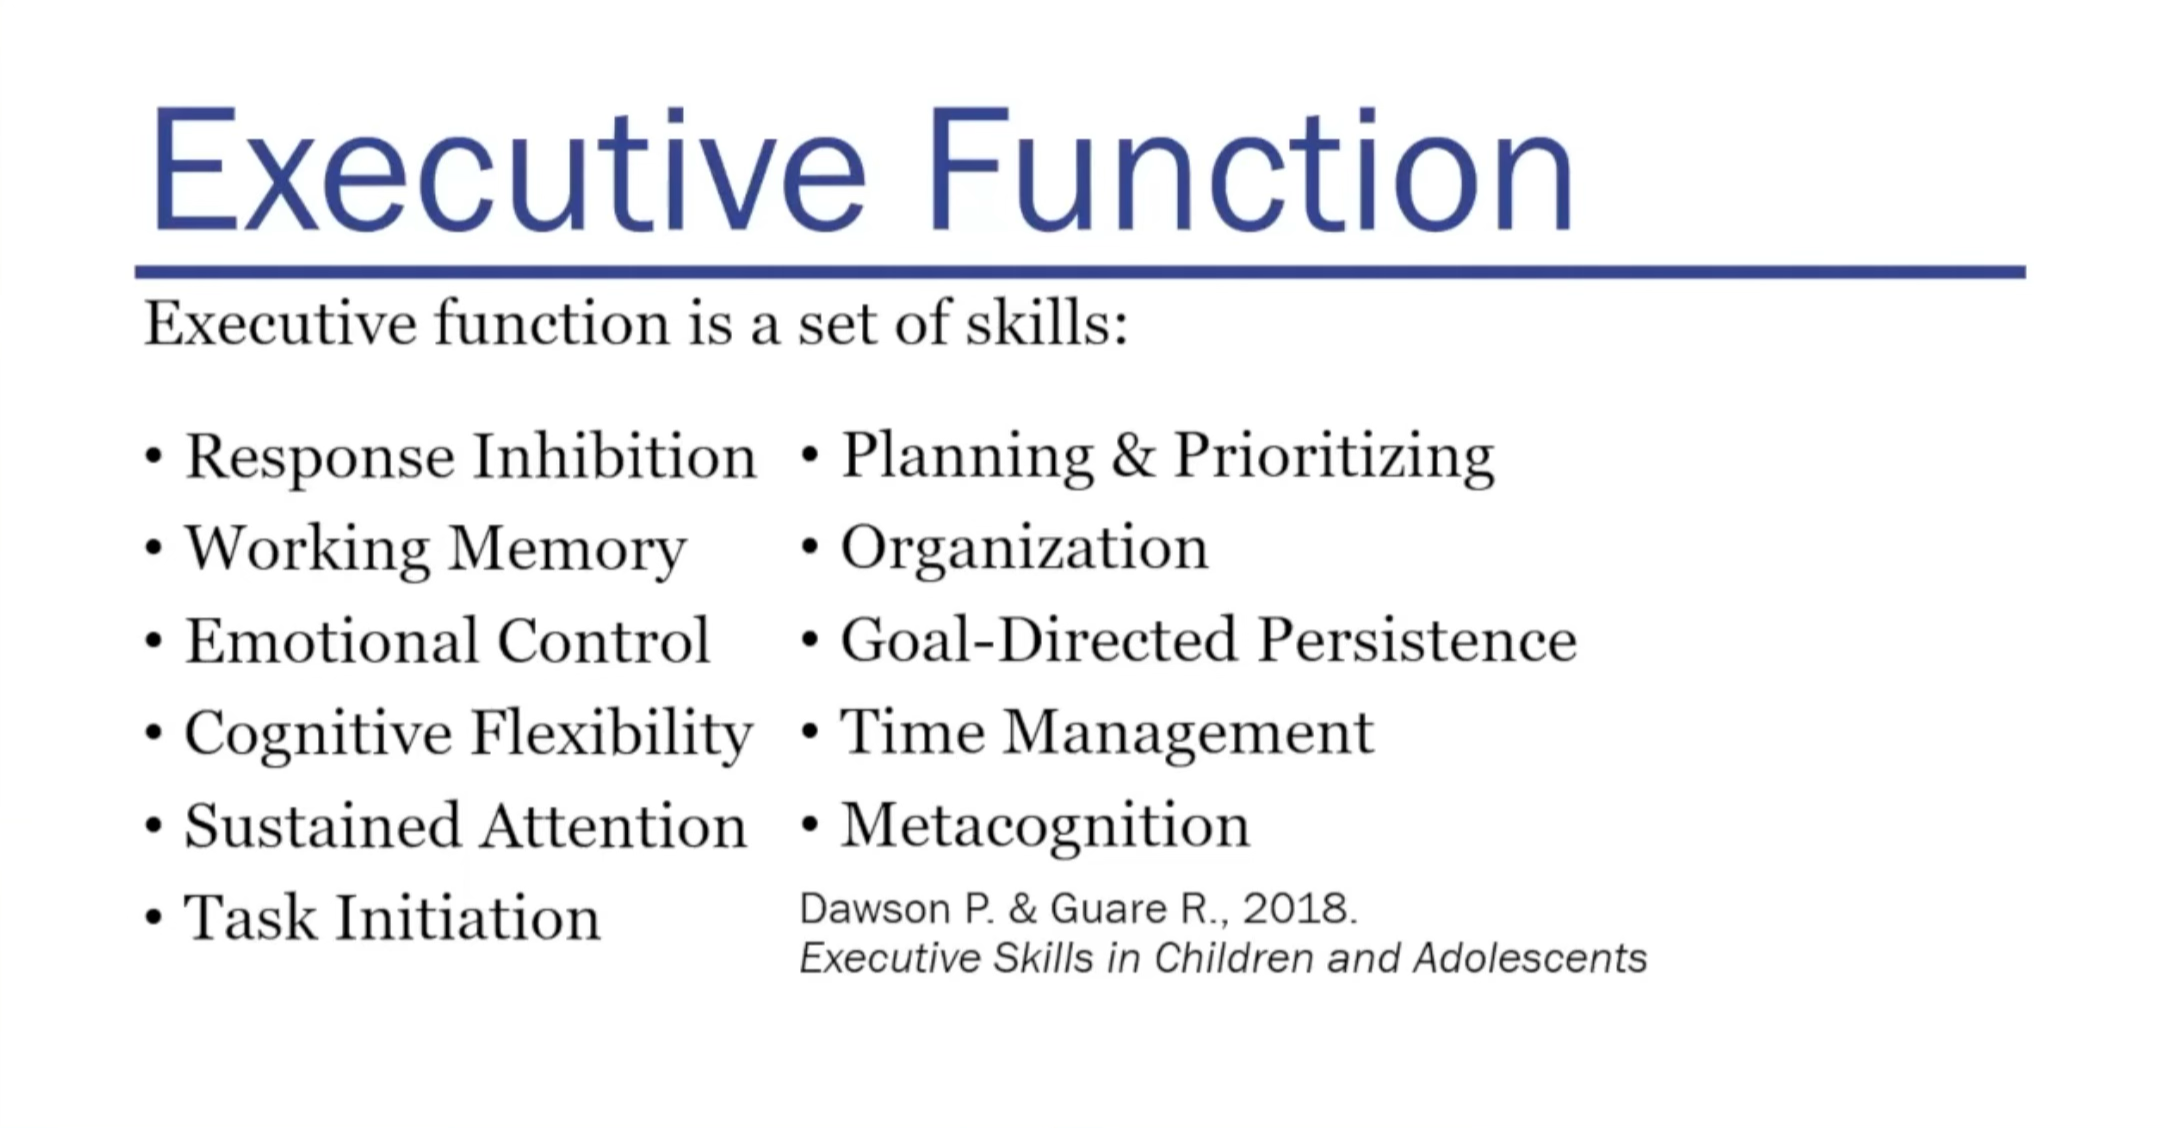 Executive Function
Executive function is a set of skills:
• Response Inhibition
• Working Memory
• Emotional Control
• Cognitive Flexibility
• Sustained Attention
• Task Initiation
• Planning & Prioritizing
• Organization
• Goal-Directed Persistence
• Time Management
• Metacognition
Dawson P. & Guare R., 2018.
Executive Skills in Children and Adolescents